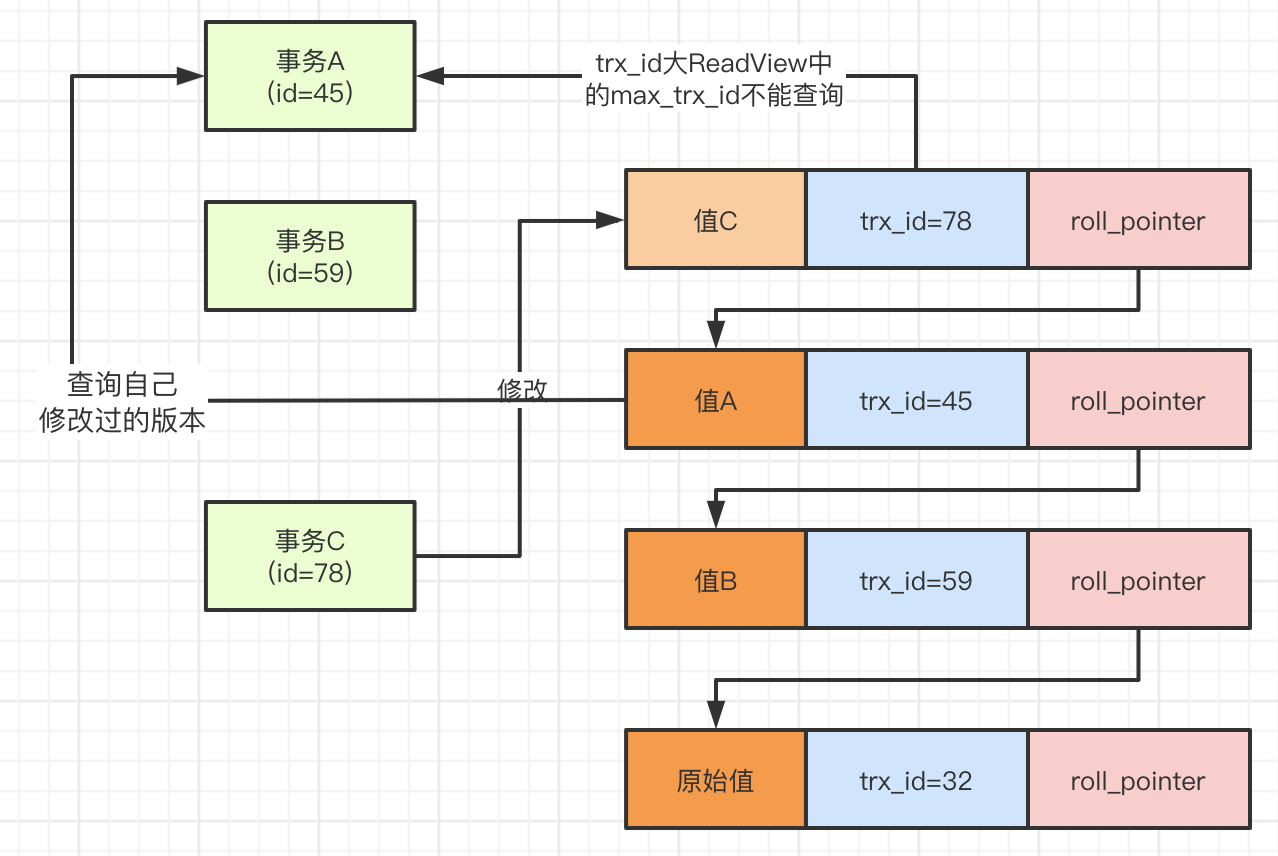 事务A
(id=45)
trx_id大ReadView中
的max_trx_id不能查询
事务B
(id=59)
值C
trx_id=78
roll_pointer
查询自己
修改过的版本
修改
值A
trx_id=45
roll_pointer
事务C
(id=78)
值B
trx_id=59
roll_pointer
原始值
trx_id=32
roll_pointer